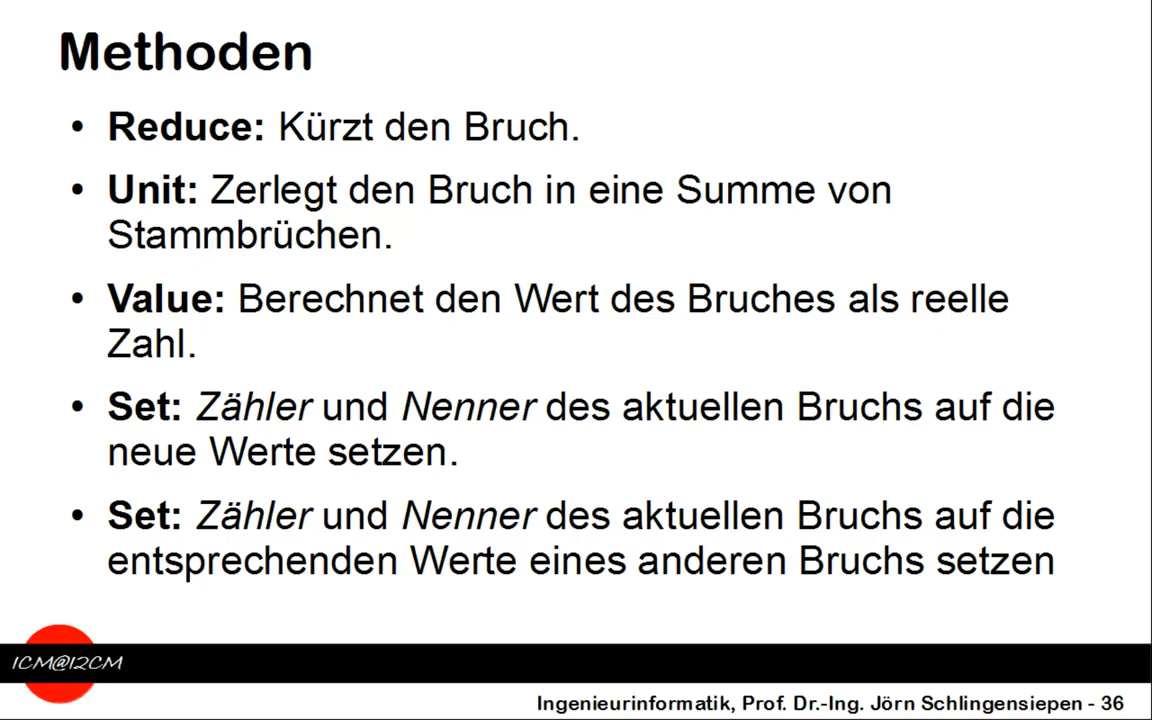 Methoden
• Reduce: Kürzt den Bruch.
• Unit: Zerlegt den Bruch in eine Summe von
Stammbrüchen.
• Value: Berechnet den Wert des Bruches als reelle
Zahl.
• Set: Zähler und Nenner des aktuellen Bruchs auf die
neue Werte setzen.
• Set: Zähler und Nenner des aktuellen Bruchs auf die
entsprechenden Werte eines anderen Bruchs setzen
1CM@12CM
Ingenieurinformatik, Prof. Dr.-Ing. Jörn Schlingensiepen - 36